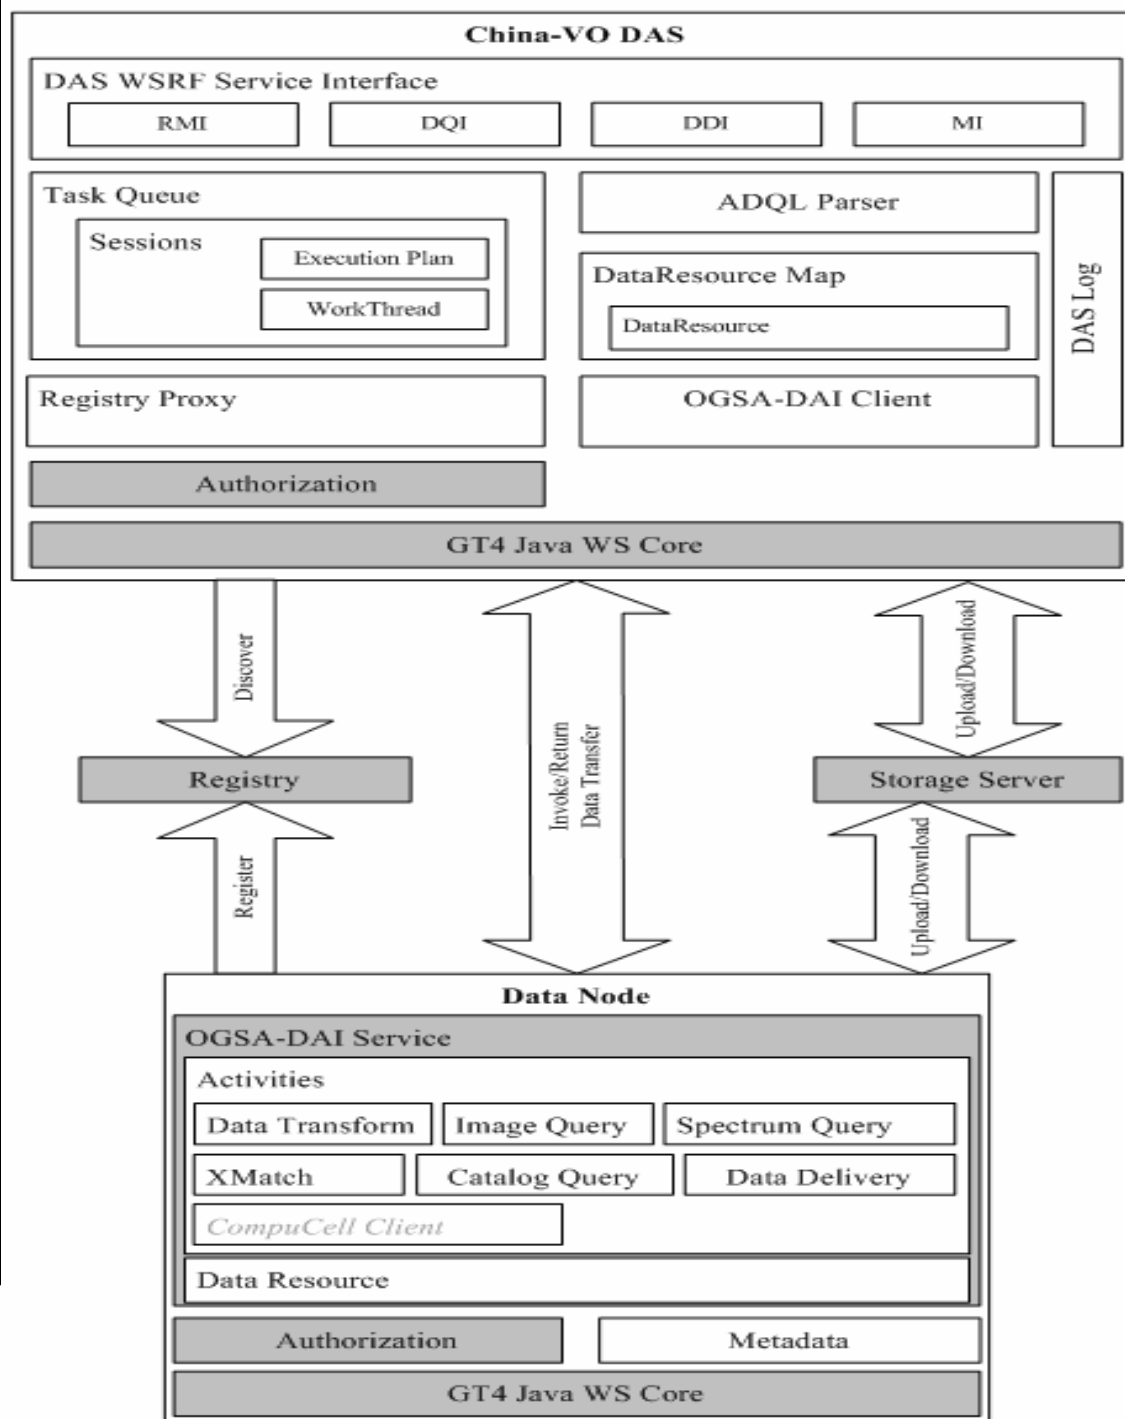 China-VO DAS
DAS WSRF Service Interface
RMI
DQI
DDI
MI
Task Queue
Sessions
Execution Plan
WorkThread
ADQL Parser
DataResource Map
DataResource
DAS Log
Registry Proxy
OGSA-DAI Client
Authorization
GT4 Java WS Core
Discover
Invoke/Return
Data Transfer
Upload/Download
Registry
Storage Server
Register
Upload/Download
Data Node
OGSA-DAI Service
Activities
Data Transform
Image Query
Spectrum Query
XMatch
Catalog Query
Data Delivery
CompuCell Client
Data Resource
Authorization
Metadata
GT4 Java WS Core